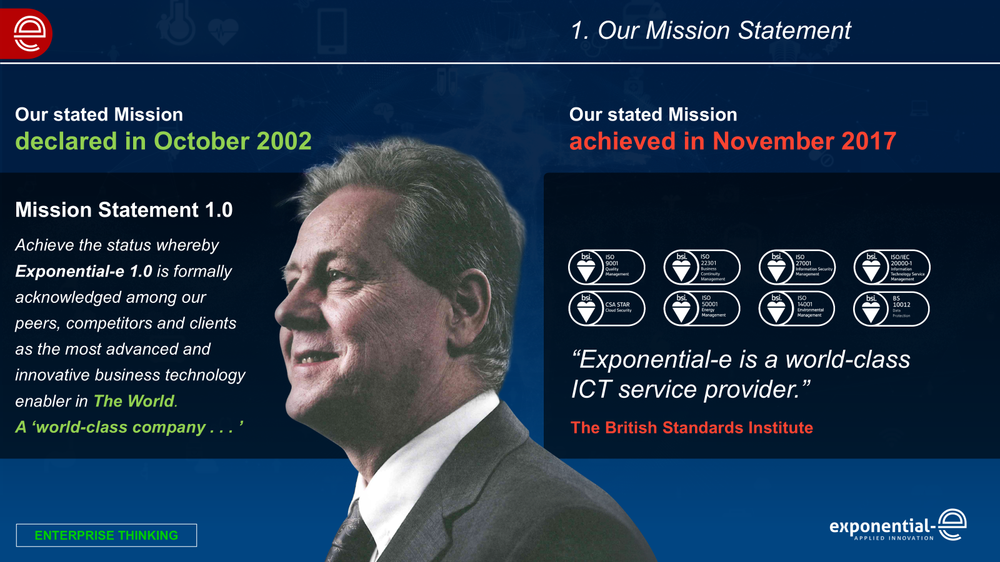 1. Our Mission Statement
Our stated Mission
declared in October 2002
Mission Statement 1.0
Achieve the status whereby
Exponential-e 1.0 is formally
acknowledged among our
peers, competitors and clients
as the most advanced and
innovative business technology
enabler in The World.
A ‘world-class company . . . ’
Our stated Mission
achieved in November 2017
bsi.
ISO
9001
Quality
Management
bsi.
ISO
22301
Business
Continuity
Management
bsi.
ISO
27001
Information Security
Management
bsi.
ISO/IEC
20000-1
Information
Technology Service
Management
bsi.
CSA STAR
Cloud Security
bsi.
ISO
50001
Energy
Management
bsi.
ISO
14001
Environmental
Management
bsi.
BS
10012
Data
Protection
“Exponential-e is a world-class
ICT service provider.”
The British Standards Institute
ENTERPRISE THINKING
exponential-e
APPLIED INNOVATION